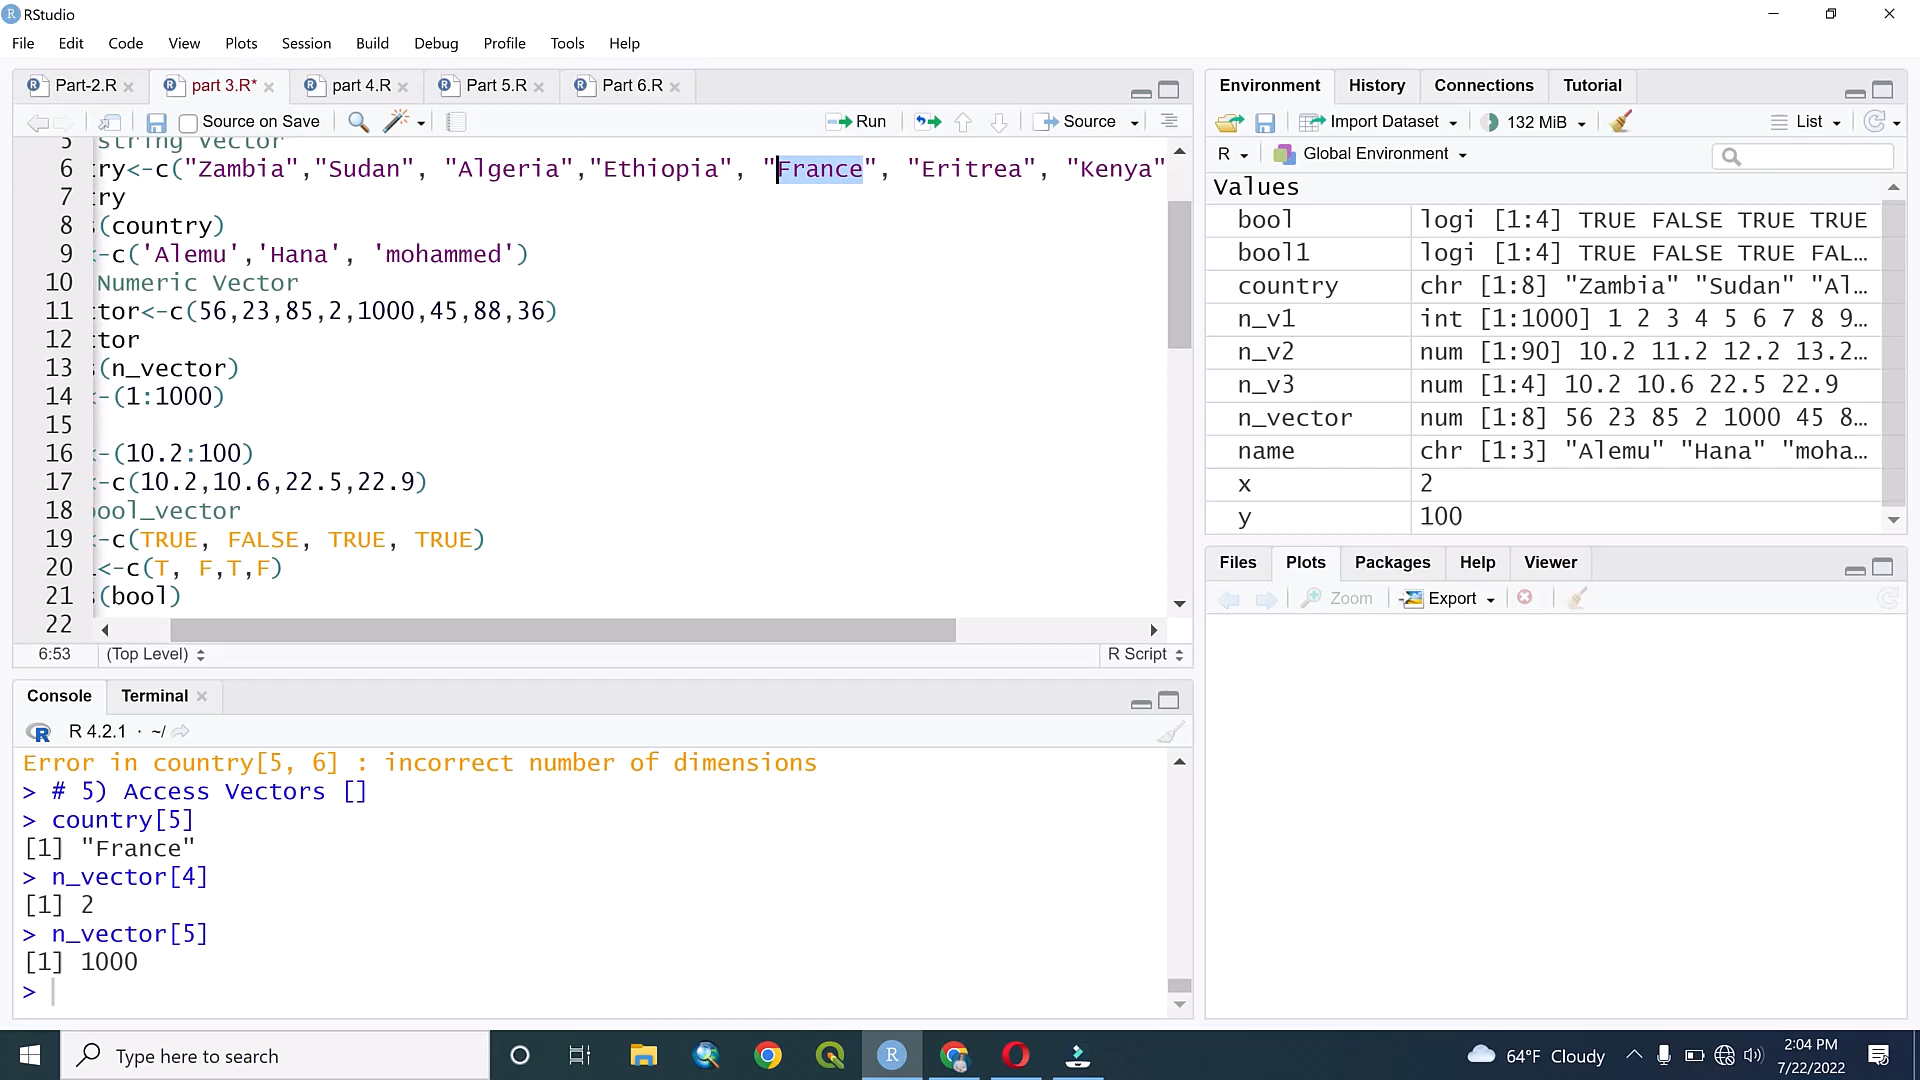 RStudio
File Edit Code View Plots Session Build Debug Profile Tools Help
Part-2.R part 3.R* part 4.R Part 5.R Part 6.R
Source on Save Run Source
5 string vector
6 try<-c("Zambia","Sudan", "Algeria","Ethiopia", "France", "Eritrea", "Kenya"
7 try
8 s(country)
9 <-c('Alemu','Hana', 'mohammed')
10 Numeric Vector
11 ctor<-c(56,23,85,2,1000,45,88,36)
12 ctor
13 s(n_vector)
14 <-(1:1000)
15
16 <-(10.2:100)
17 <-c(10.2,10.6,22.5,22.9)
18 bool_vector
19 <-c(TRUE, FALSE, TRUE, TRUE)
20 <-c(T, F,T,F)
21 s(bool)
22
6:53 (Top Level) R Script
Console Terminal
R 4.2.1 · ~/
Error in country[5, 6] : incorrect number of dimensions
> # 5) Access Vectors []
> country[5]
[1] "France"
> n_vector[4]
[1] 2
> n_vector[5]
[1] 1000
>
Environment History Connections Tutorial
Import Dataset 132 MiB List
R Global Environment
Values
bool logi [1:4] TRUE FALSE TRUE TRUE
bool1 logi [1:4] TRUE FALSE TRUE FAL…
country chr [1:8] "Zambia" "Sudan" "Al…
n_v1 int [1:1000] 1 2 3 4 5 6 7 8 9…
n_v2 num [1:90] 10.2 11.2 12.2 13.2…
n_v3 num [1:4] 10.2 10.6 22.5 22.9
n_vector num [1:8] 56 23 85 2 1000 45 8…
name chr [1:3] "Alemu" "Hana" "moha…
x 2
y 100
Files Plots Packages Help Viewer
Zoom Export
Type here to search
64°F Cloudy
2:04 PM
7/22/2022